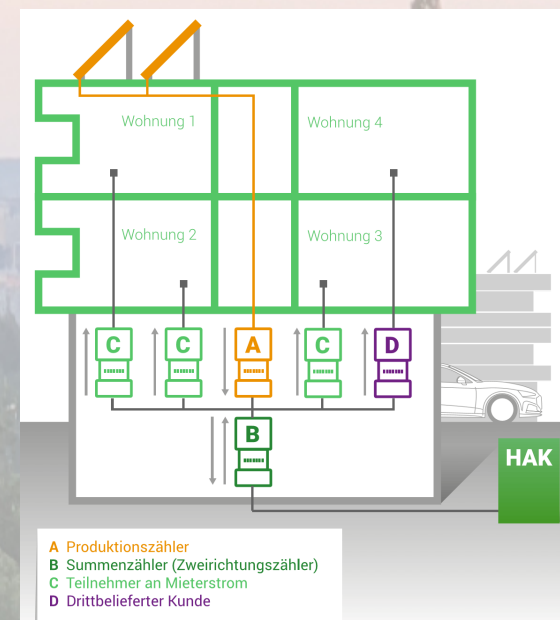 Wohnung 1
Wohnung 4
Wohnung 2
Wohnung 3
C
C
A
C
D
B
HAK
A Produktionszähler
B Summenzähler (Zweirichtungszähler)
C Teilnehmer an Mieterstrom
D Drittbelieferter Kunde